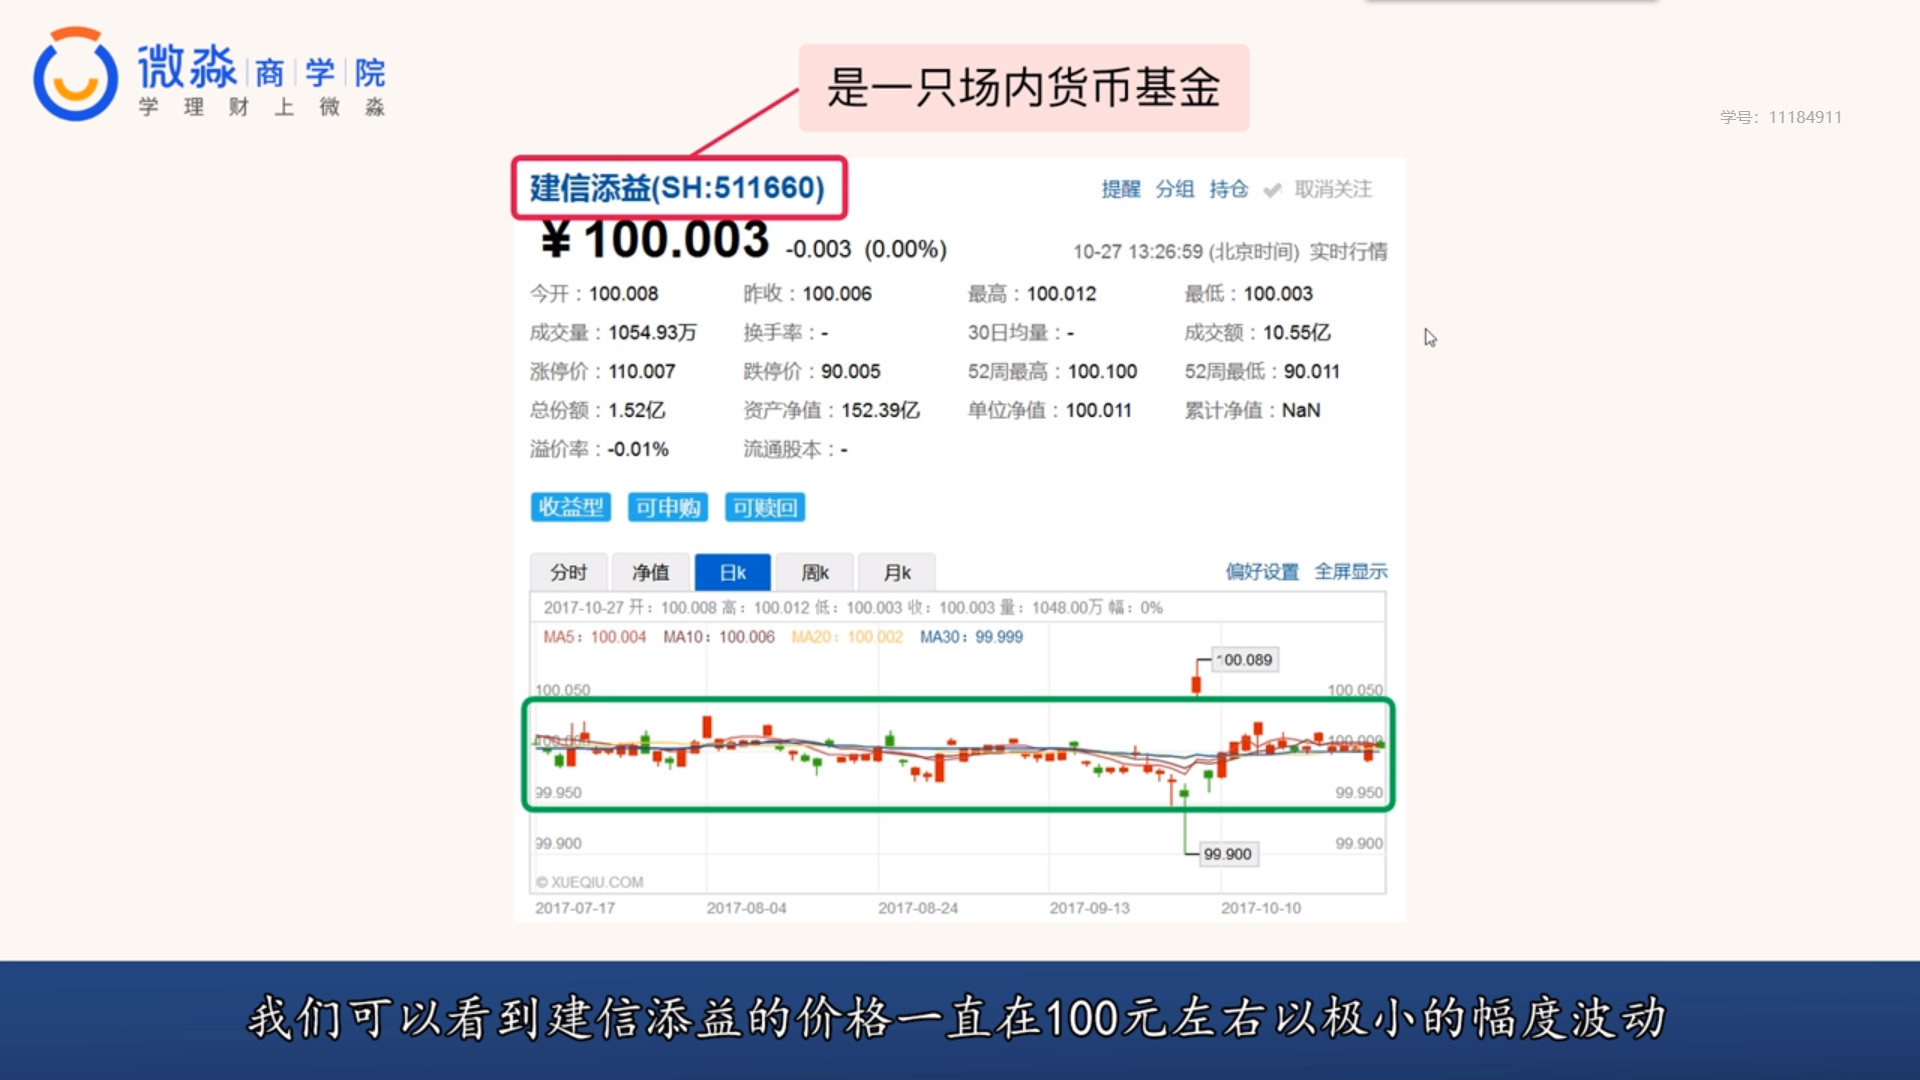 微淼 商 学 院
学 理 财 上 微 淼
是一只场内货币基金
学号：11184911
建信添益(SH:511660)
提醒 分组 持仓 取消关注
¥100.003 -0.003 (0.00%)
10-27 13:26:59 (北京时间) 实时行情
今开：100.008 昨收：100.006 最高：100.012 最低：100.003
成交量：1054.93万 换手率：- 30日均量：- 成交额：10.55亿
涨停价：110.007 跌停价：90.005 52周最高：100.100 52周最低：90.011
总份额：1.52亿 资产净值：152.39亿 单位净值：100.011 累计净值：NaN
溢价率：-0.01% 流通股本：-
收益型 可申购 可赎回
分时 净值 日k 周k 月k 偏好设置 全屏显示
2017-10-27 开：100.008 高：100.012 低：100.003 收：100.003 量：1048.00万 幅：0%
MA5：100.004 MA10：100.006 MA20：100.002 MA30：99.999
100.089
100.050 100.050
100.000 100.000
99.950 99.950
99.900 99.900
99.900
© XUEQIU.COM
2017-07-17 2017-08-04 2017-08-24 2017-09-13 2017-10-10
我们可以看到建信添益的价格一直在100元左右以极小的幅度波动